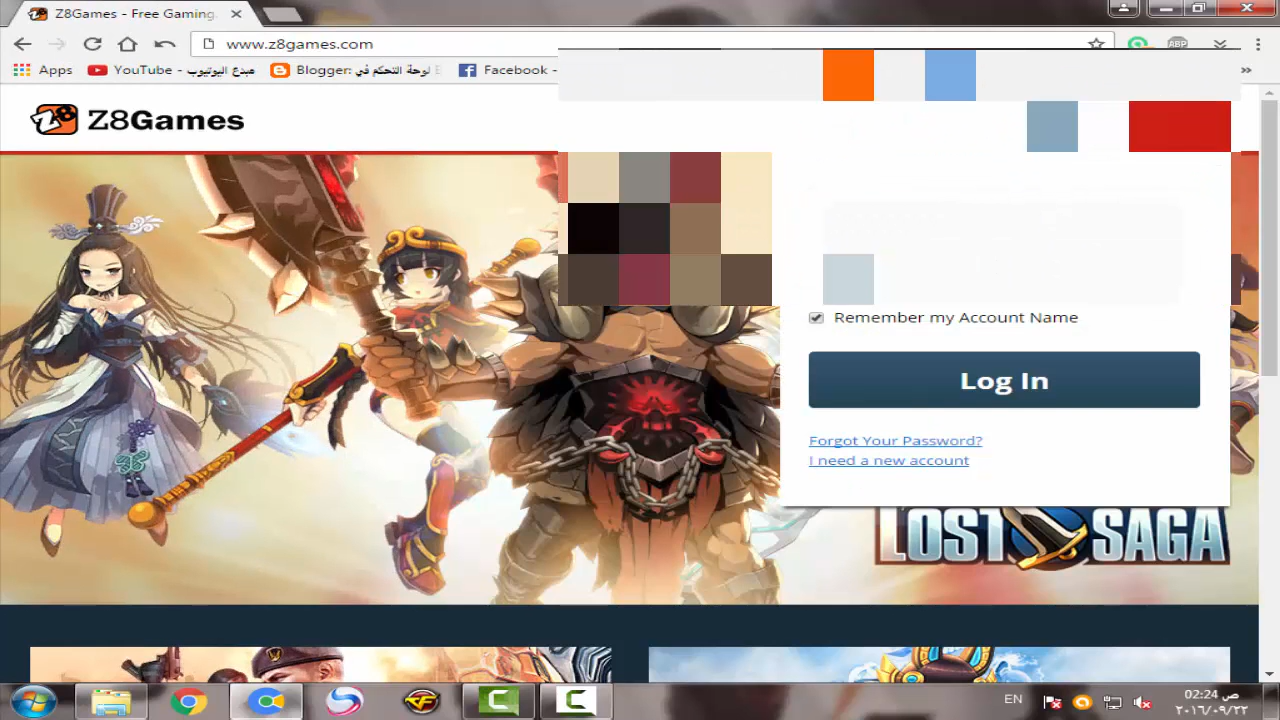 Z8Games - Free Gaming.
www.z8games.com
ABP
Apps
YouTube - مبدع اليوتيوب
Blogger: لوحة التحكم في
Facebook -
Z8Games
Remember my Account Name
Log In
Forgot Your Password?
I need a new account
LOST SAGA
EN
02:24 ص
٢٠١٦/٠٩/٢٢